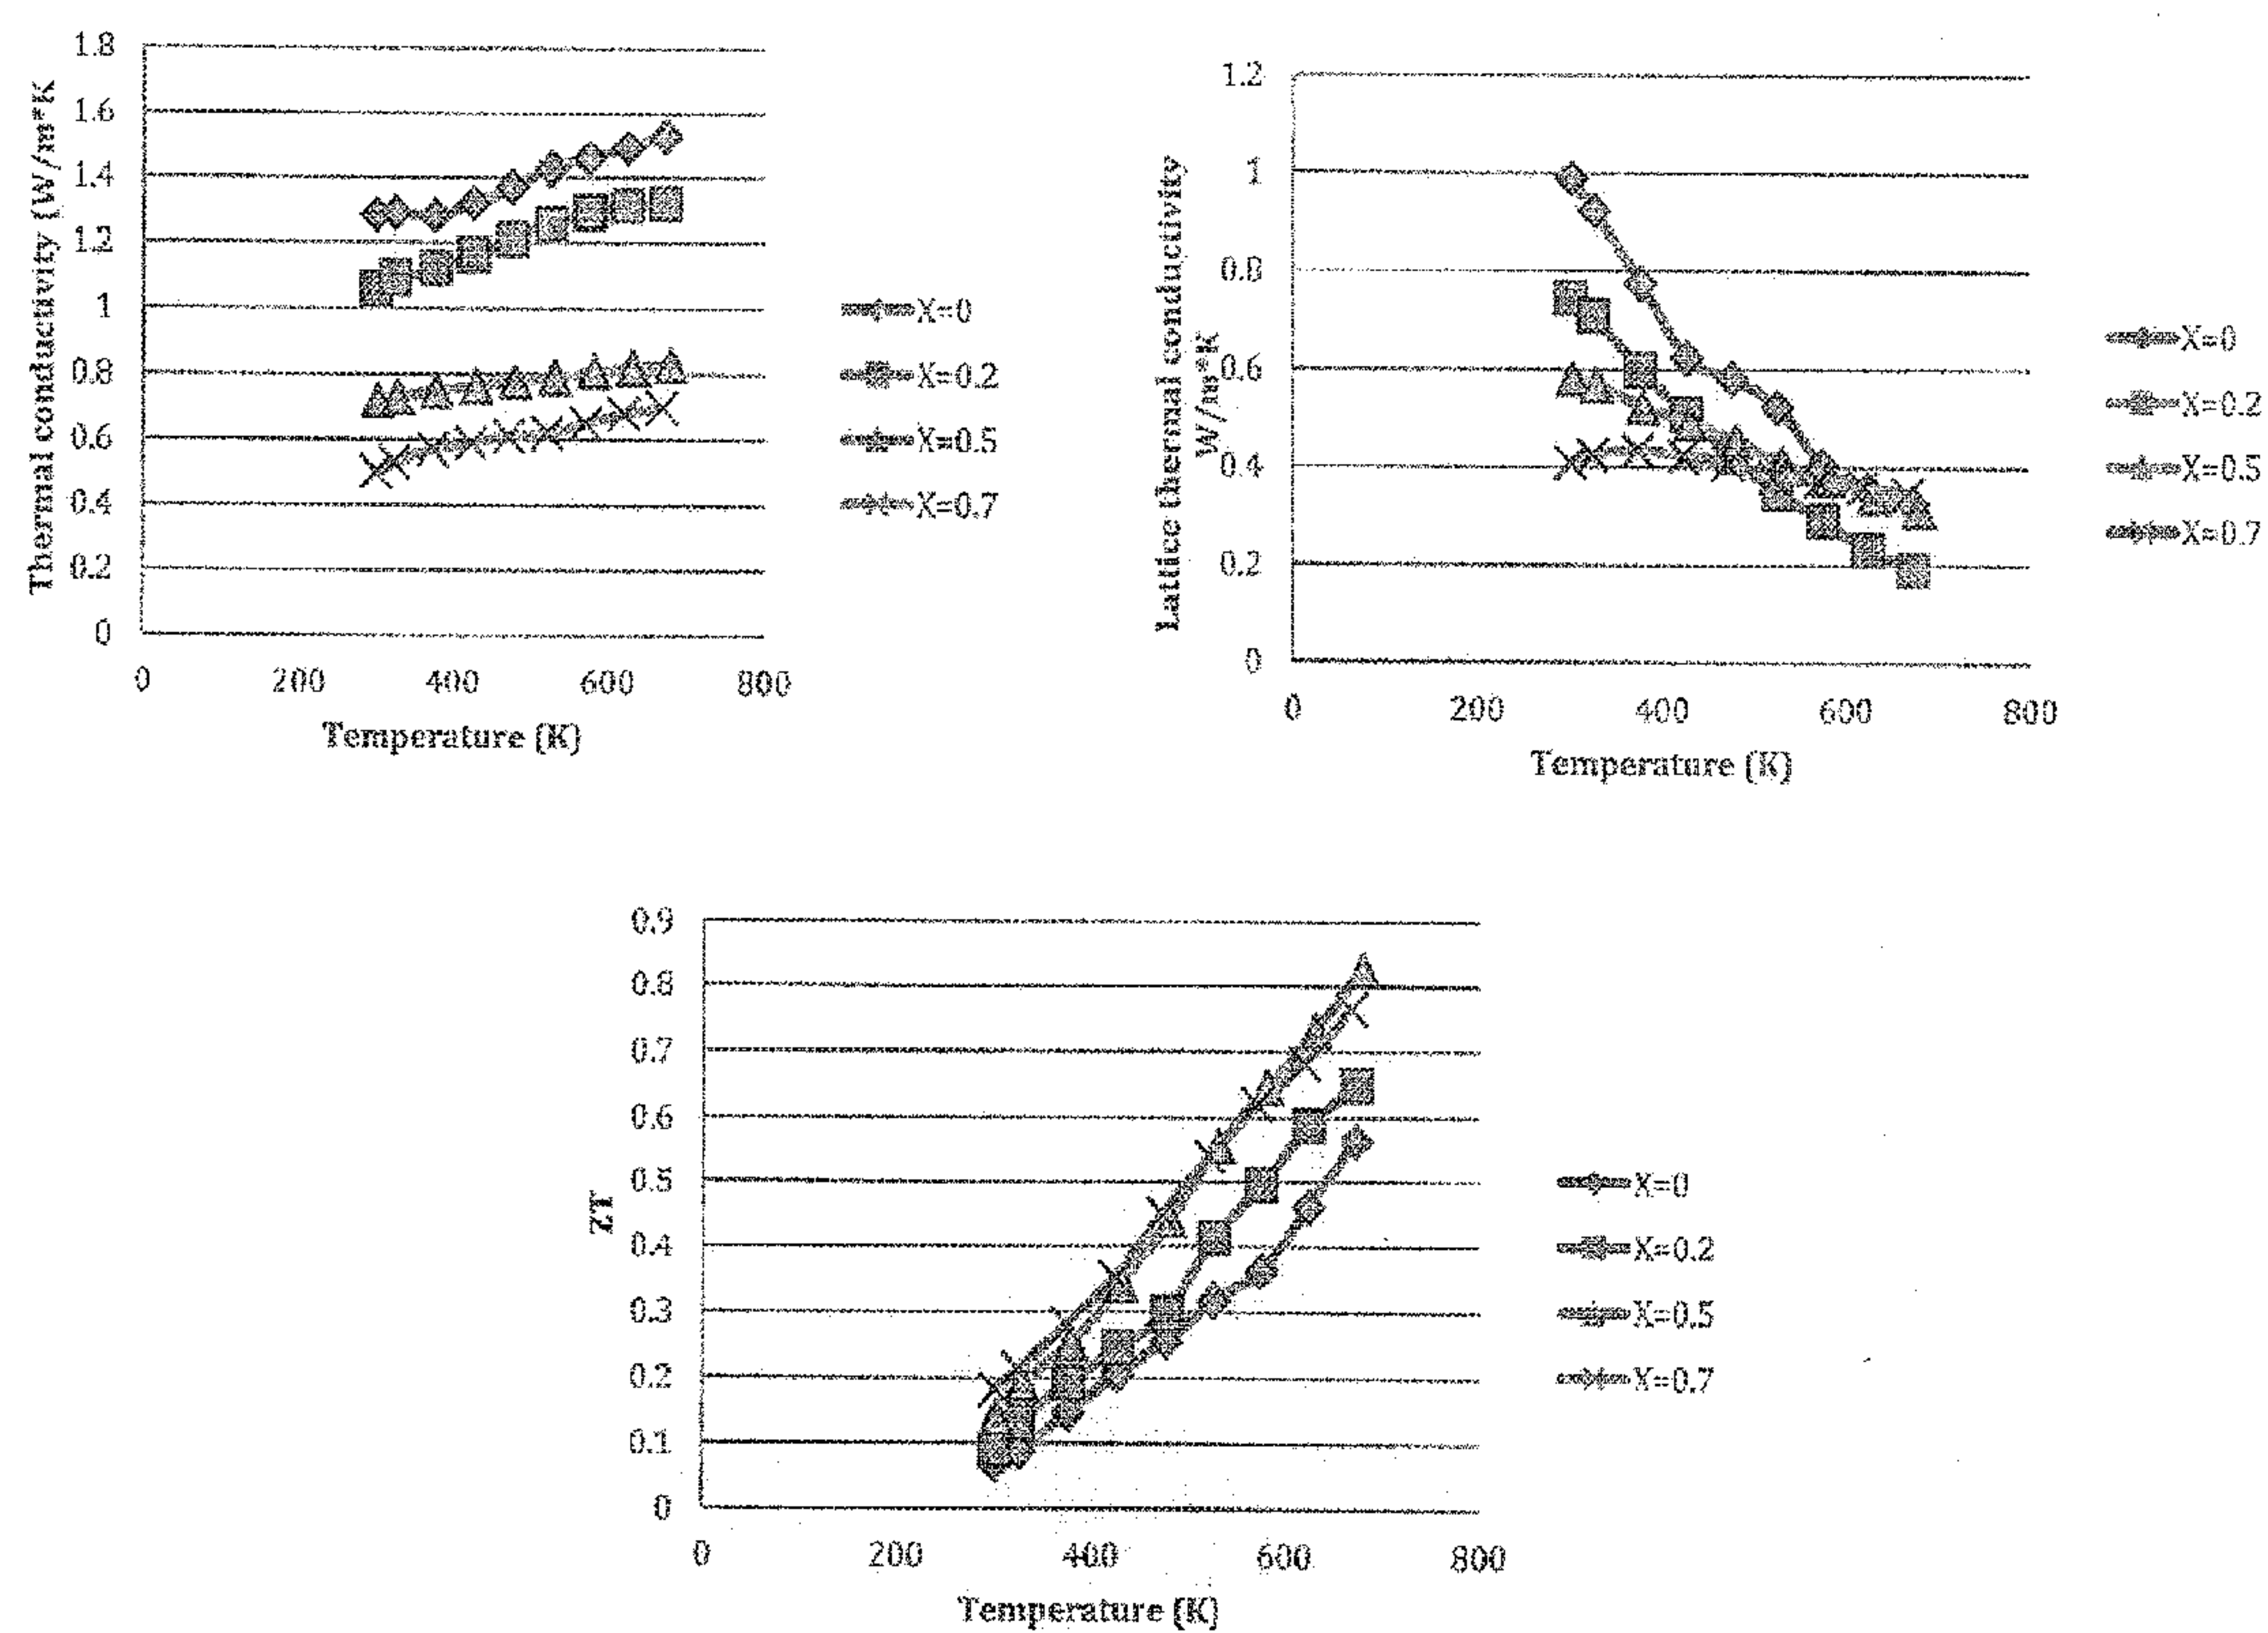 Thermal conductivity (W/m*K
1.8
1.6
1.4
1.2
1
0.8
0.6
0.4
0.2
0
0 200 400 600 800
Temperature (K)
X=0
X=0.2
X=0.5
X=0.7
Lattice thermal conductivity
W/m*K
1.2
1
0.8
0.6
0.4
0.2
0
0 200 400 600 800
Temperature (K)
X=0
X=0.2
X=0.5
X=0.7
ZT
0.9
0.8
0.7
0.6
0.5
0.4
0.3
0.2
0.1
0
0 200 400 600 800
Temperature (K)
X=0
X=0.2
X=0.5
X=0.7